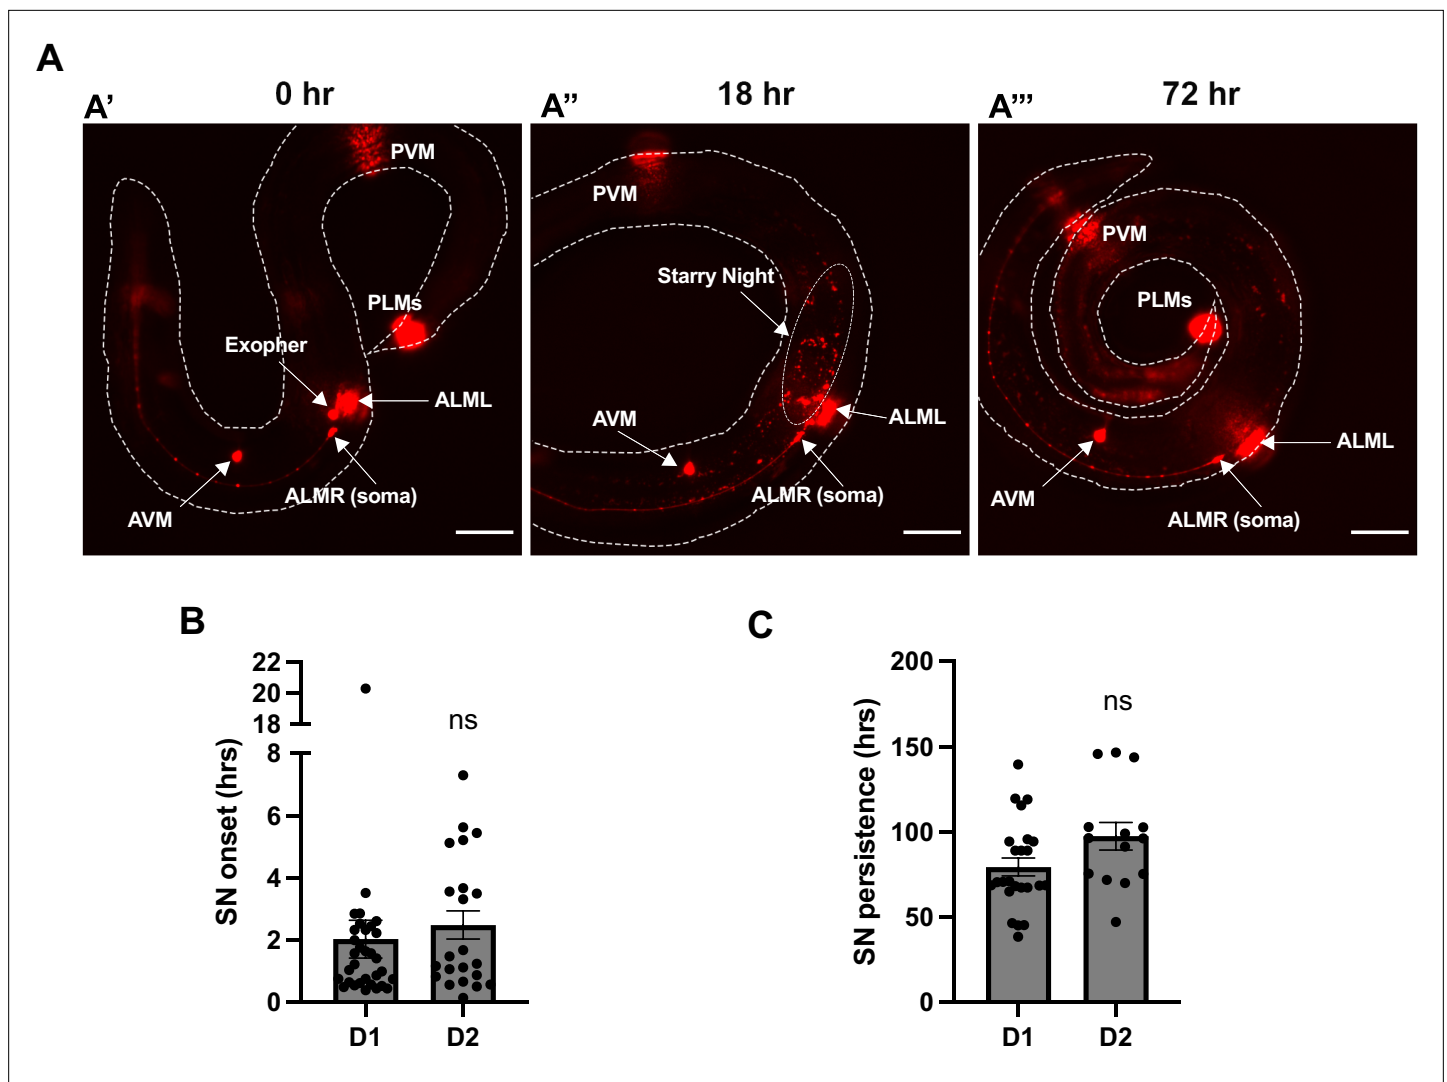 A
A' 0 hr
A'' 18 hr
A''' 72 hr
PVM
PLMs
Exopher
ALML
ALMR (soma)
AVM
PVM
Starry Night
AVM
ALML
ALMR (soma)
PVM
PLMs
ALML
AVM
ALMR (soma)
B
SN onset (hrs)
22
20
18
8
6
4
2
0
ns
D1 D2
C
SN persistence (hrs)
200
150
100
50
0
ns
D1 D2